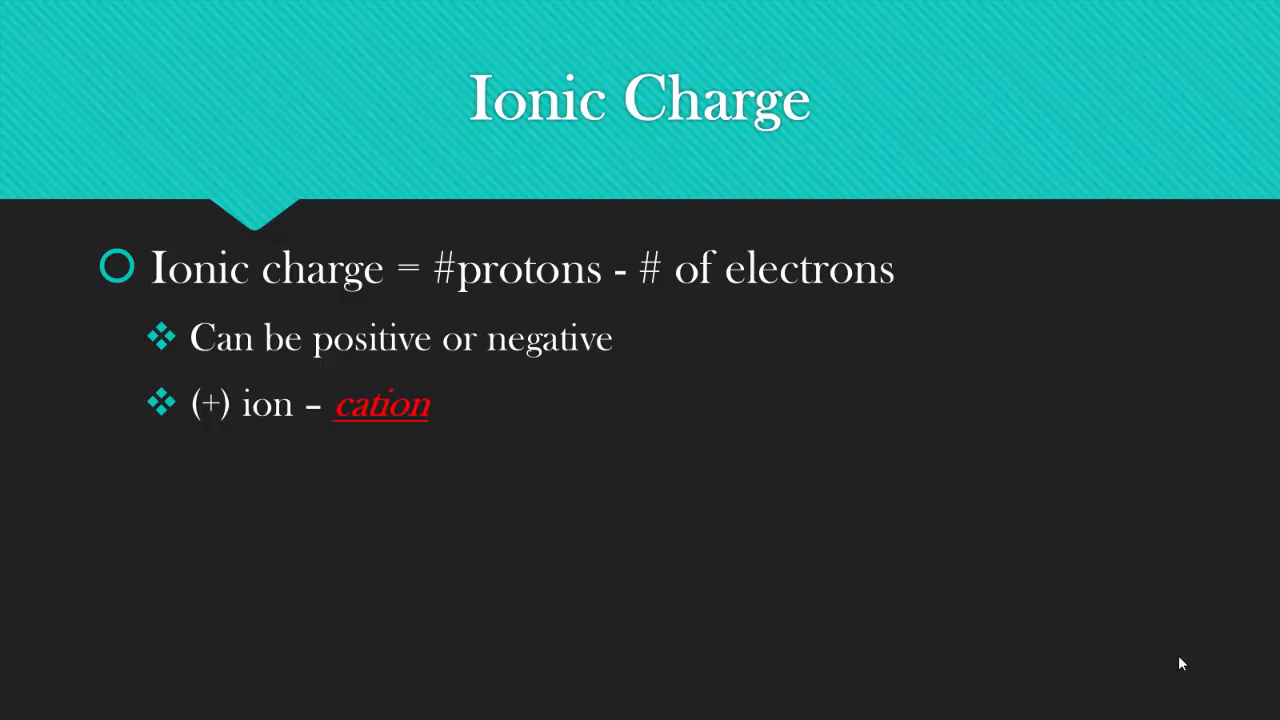 Ionic Charge
Ionic charge = #protons - # of electrons
Can be positive or negative
(+) ion – cation